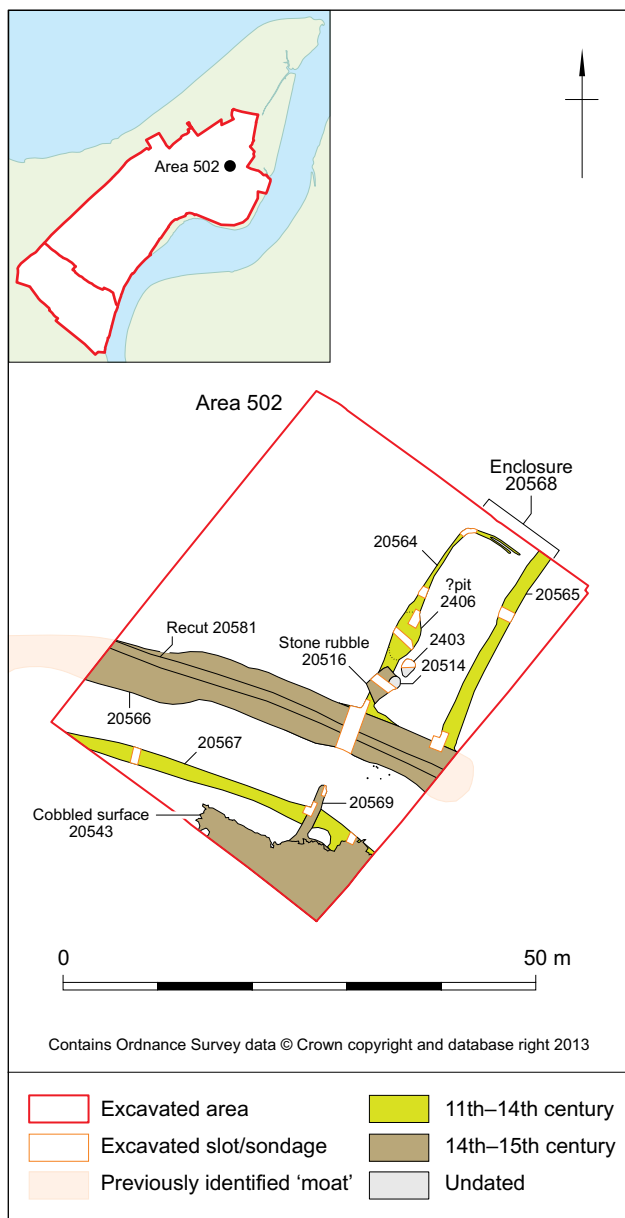 Area 502
Area 502
Enclosure
20568
20564
?pit
2406
20565
Recut 20581
2403
Stone rubble
20516
20514
20566
20567
20569
Cobbled surface
20543
0
50 m
Contains Ordnance Survey data © Crown copyright and database right 2013
Excavated area
11th–14th century
Excavated slot/sondage
14th–15th century
Previously identified ‘moat’
Undated